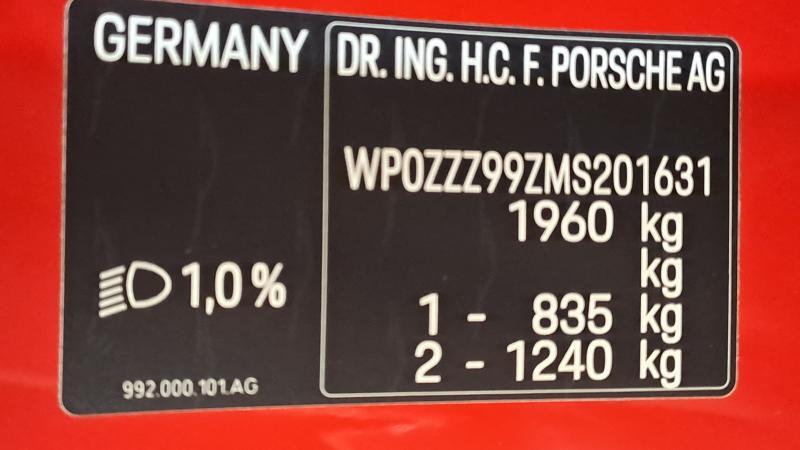 GERMANY
DR. ING. H.C. F. PORSCHE AG
WP0ZZZ99ZMS201631
1960 kg
kg
1 - 835 kg
2 - 1240 kg
1,0 %
992.000.101.AG